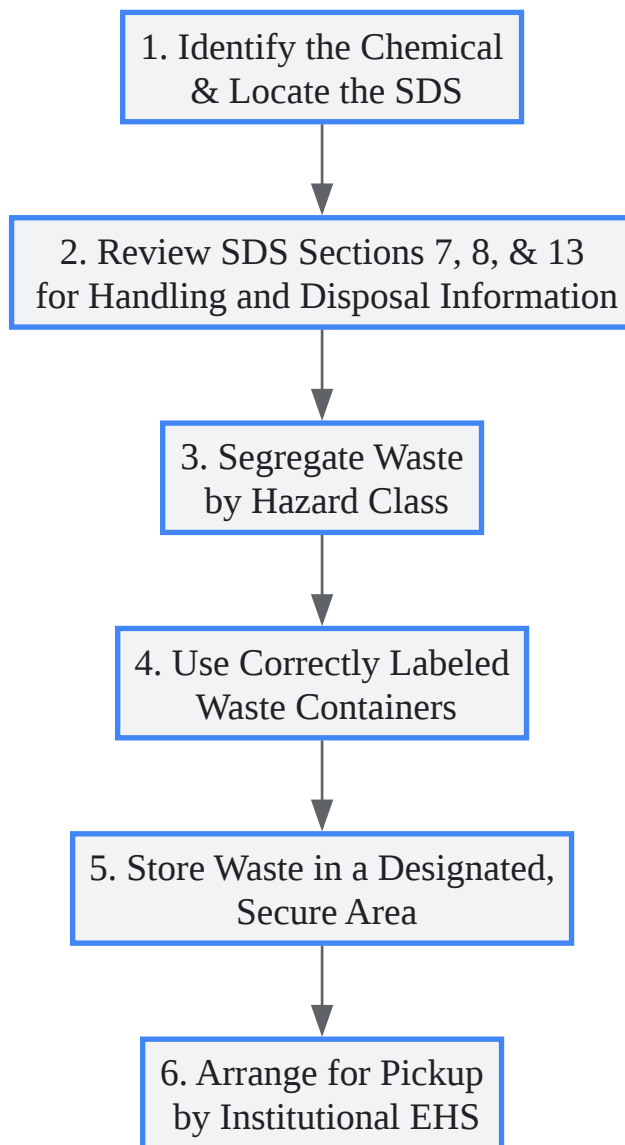 1. Identify the Chemical
& Locate the SDS
2. Review SDS Sections 7, 8, & 13
for Handling and Disposal Information
3. Segregate Waste
by Hazard Class
4. Use Correctly Labeled
Waste Containers
5. Store Waste in a Designated,
Secure Area
6. Arrange for Pickup
by Institutional EHS